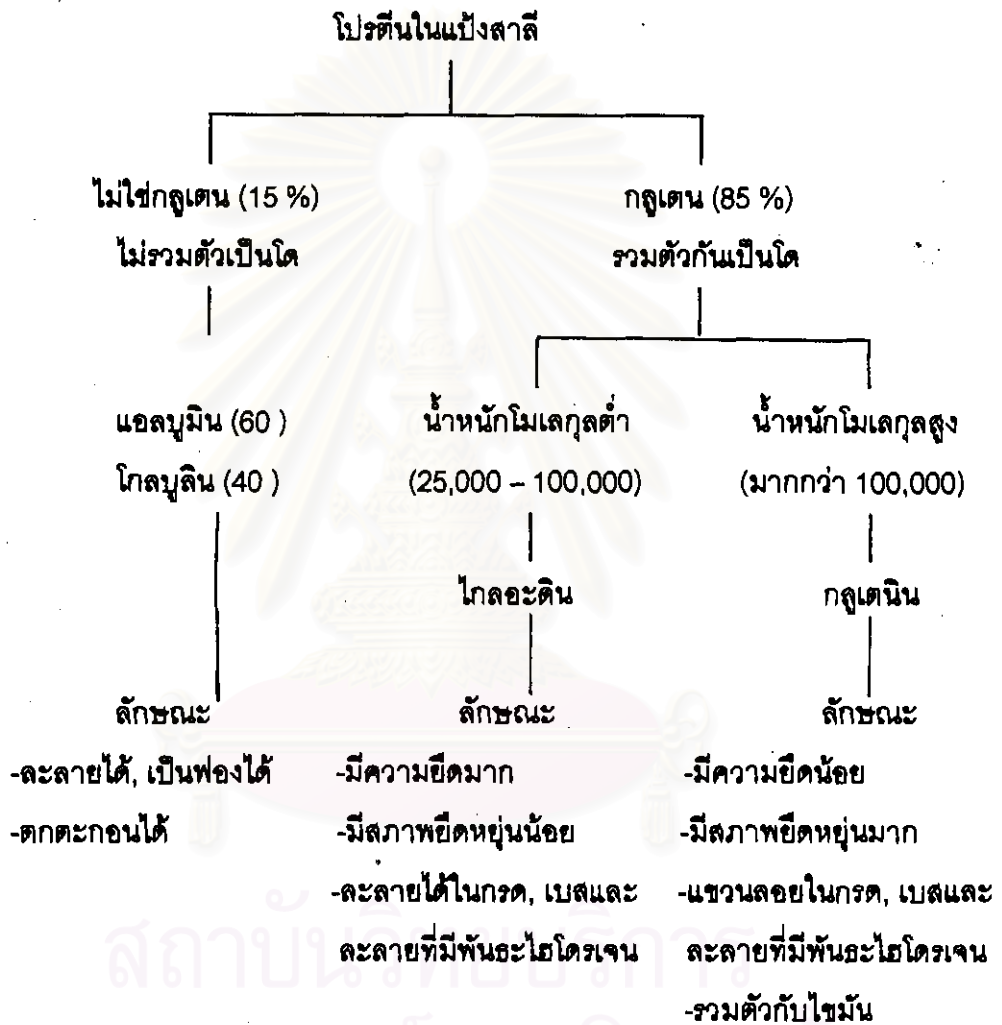 โปรตีนในแป้งสาลี
ไม่ใช่กลูเตน (15 %) กลูเตน (85 %)
ไม่รวมตัวเป็นโด รวมตัวกันเป็นโด
แอลบูมิน (60 ) น้ำหนักโมเลกุลต่ำ น้ำหนักโมเลกุลสูง
โกลบูลิน (40 ) (25,000 – 100,000) (มากกว่า 100,000)
ไกลอะดิน กลูเตนิน
ลักษณะ ลักษณะ ลักษณะ
-ละลายได้, เป็นฟองได้ -มีความยืดมาก -มีความยืดน้อย
-ตกตะกอนได้ -มีสภาพยืดหยุ่นน้อย -มีสภาพยืดหยุ่นมาก
-ละลายได้ในกรด, เบสและ -แขวนลอยในกรด, เบสและ
ละลายที่มีพันธะไฮโดรเจน ละลายที่มีพันธะไฮโดรเจน
-รวมตัวกับไขมัน
สถาบันวิทยบริการ